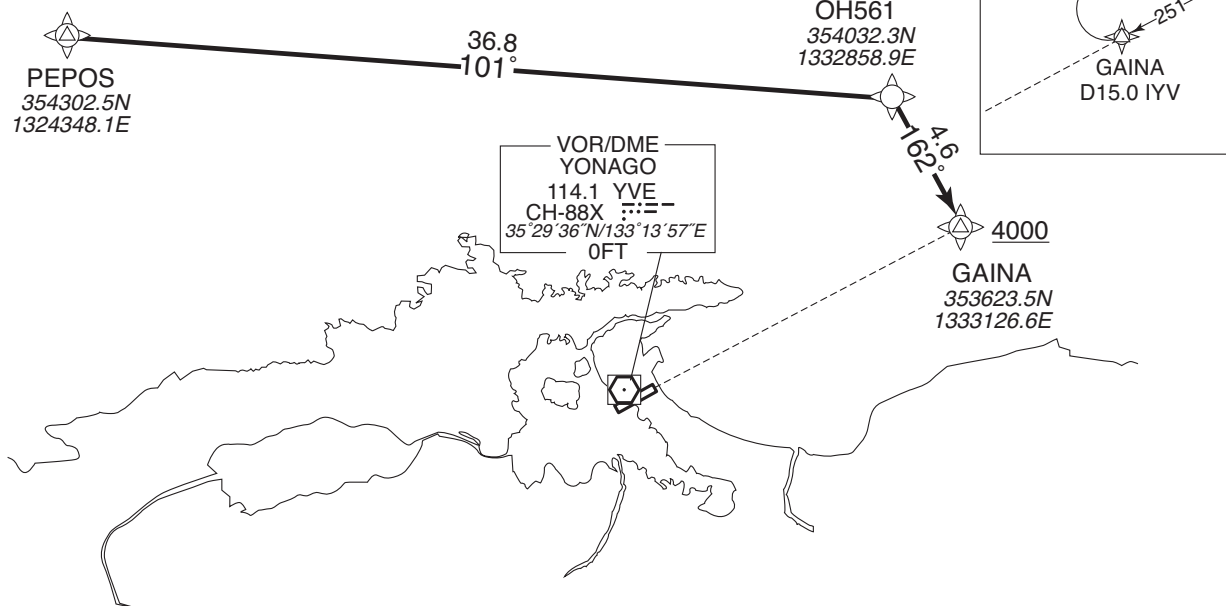 PEPOS
354302.5N
1324348.1E
36.8
101°
OH561
354032.3N
1332858.9E
4.6
162°
4000
GAINA
353623.5N
1333126.6E
VOR/DME
YONAGO
114.1 YVE
CH-88X
35°29′36″N/133°13′57″E
0FT
251
GAINA
D15.0 IYV